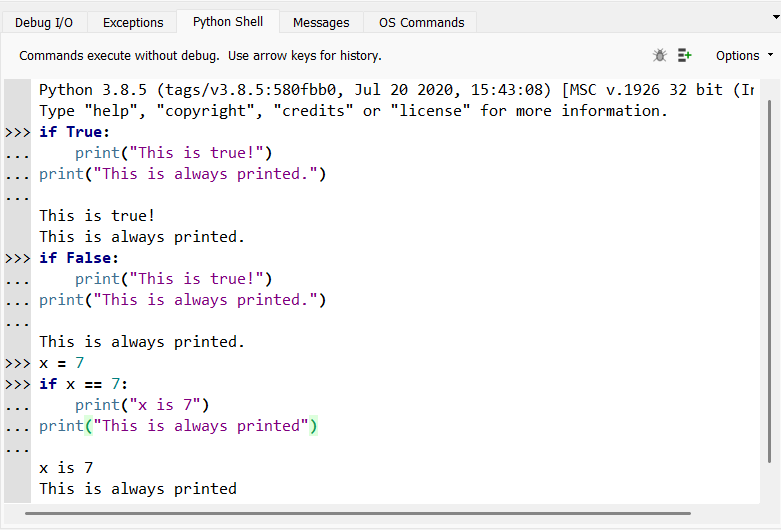 Debug I/O Exceptions Python Shell Messages OS Commands
Commands execute without debug. Use arrow keys for history. Options
Python 3.8.5 (tags/v3.8.5:580fbb0, Jul 20 2020, 15:43:08) [MSC v.1926 32 bit
Type "help", "copyright", "credits" or "license" for more information.
>>> if True:
...     print("This is true!")
... print("This is always printed.")
...
This is true!
This is always printed.
>>> if False:
...     print("This is true!")
... print("This is always printed.")
...
This is always printed.
>>> x = 7
>>> if x == 7:
...     print("x is 7")
... print("This is always printed")
...
x is 7
This is always printed